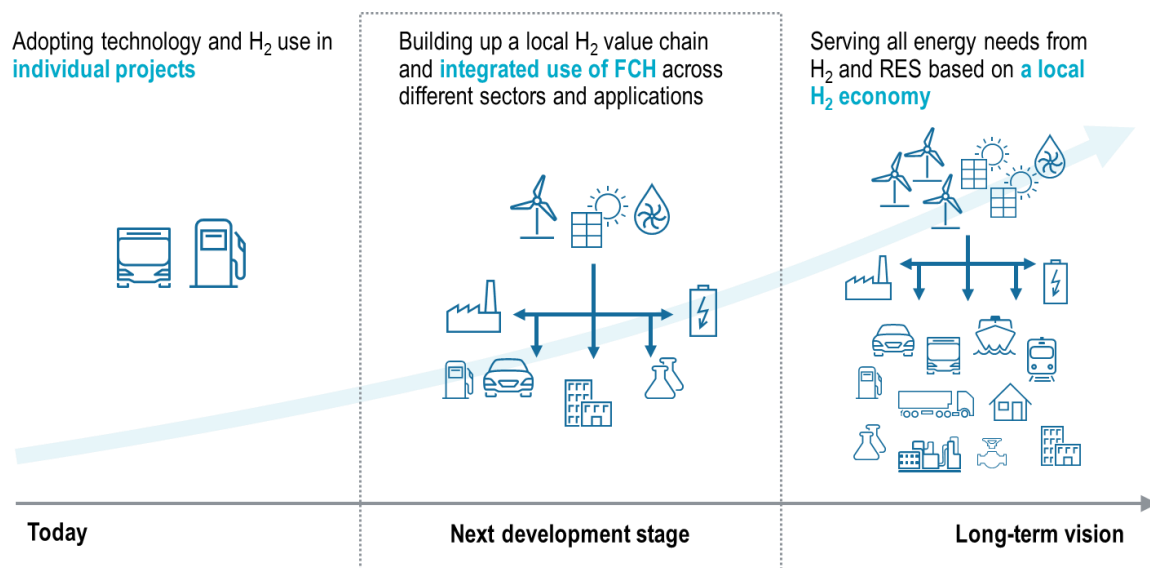 Adopting technology and H₂ use in
individual projects
Building up a local H₂ value chain
and integrated use of FCH across
different sectors and applications
Serving all energy needs from
H₂ and RES based on a local
H₂ economy
Today
Next development stage
Long-term vision